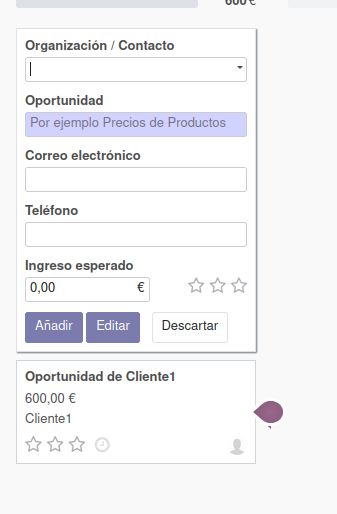 600 €
Organización / Contacto
Oportunidad
Por ejemplo Precios de Productos
Correo electrónico
Teléfono
Ingreso esperado
0,00 €
Añadir Editar Descartar
Oportunidad de Cliente1
600,00 €
Cliente1